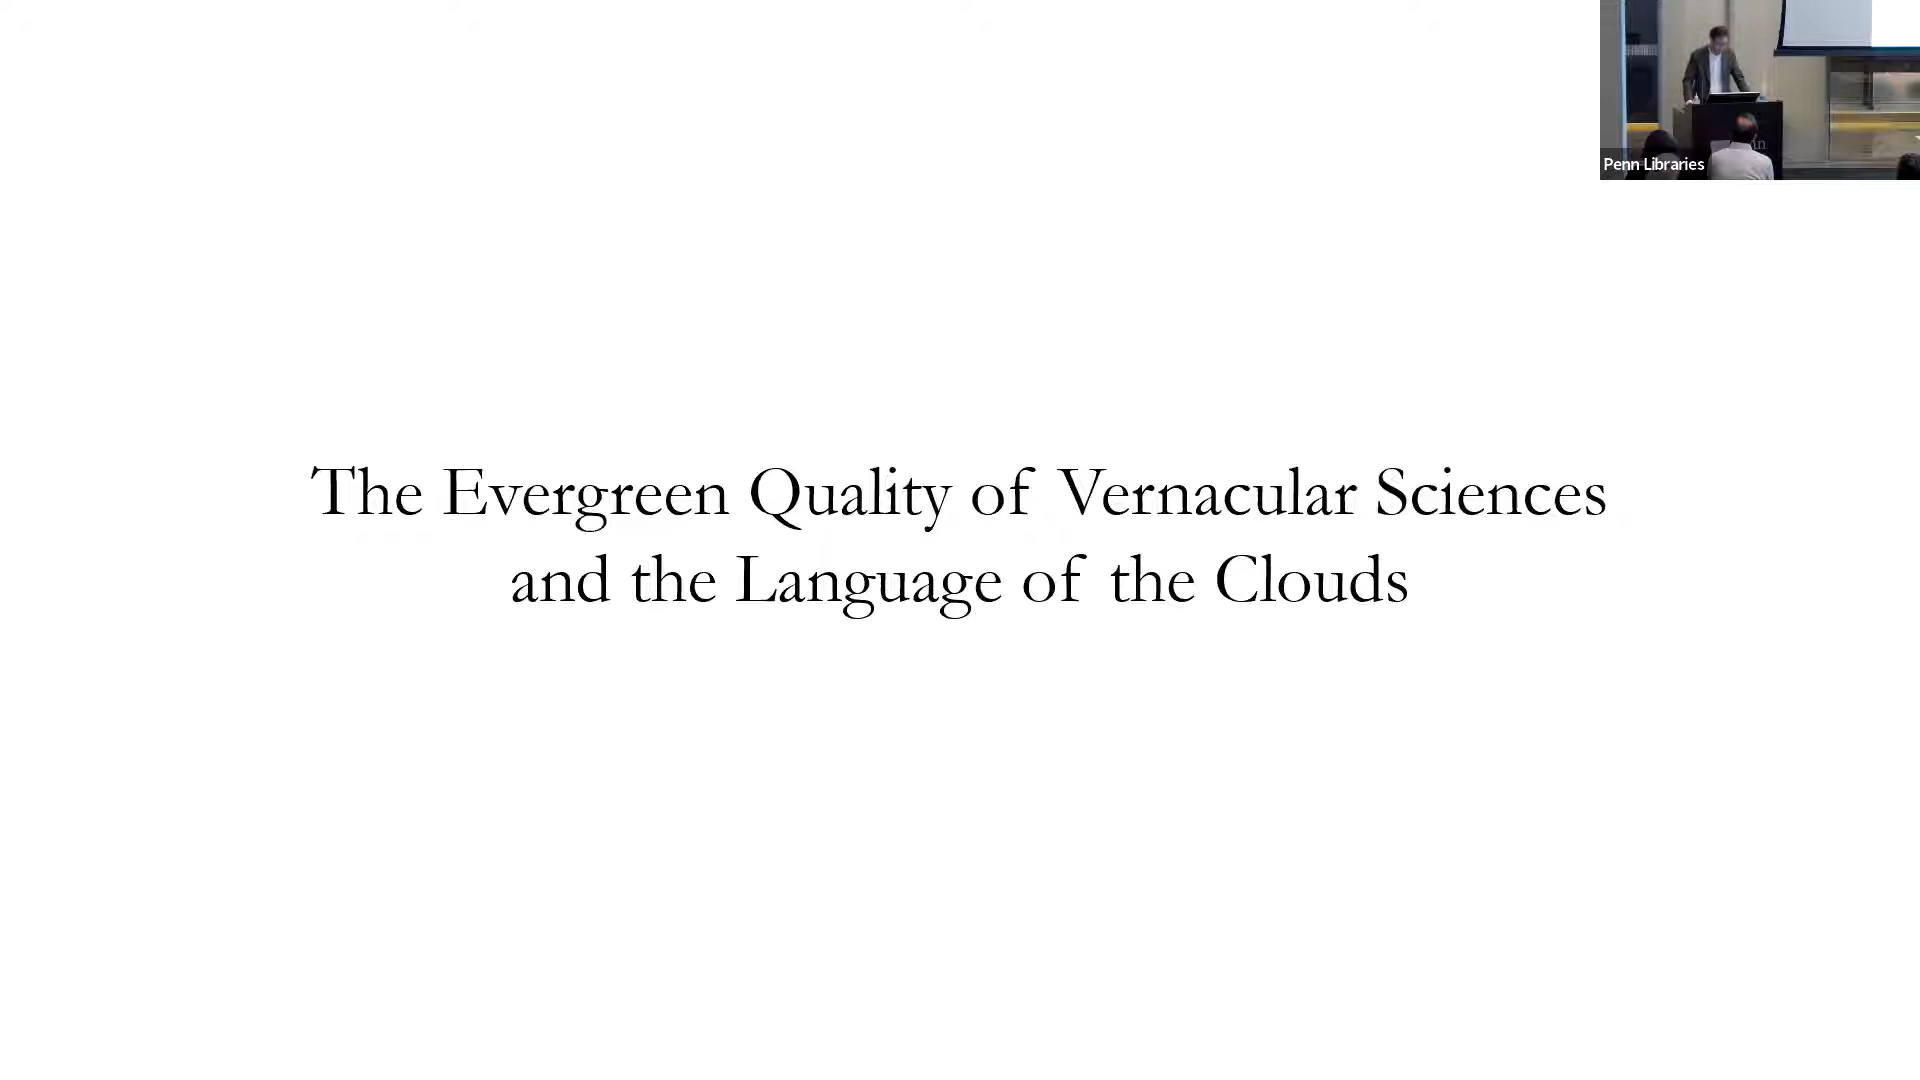 The Evergreen Quality of Vernacular Sciences
and the Language of the Clouds
Penn Libraries